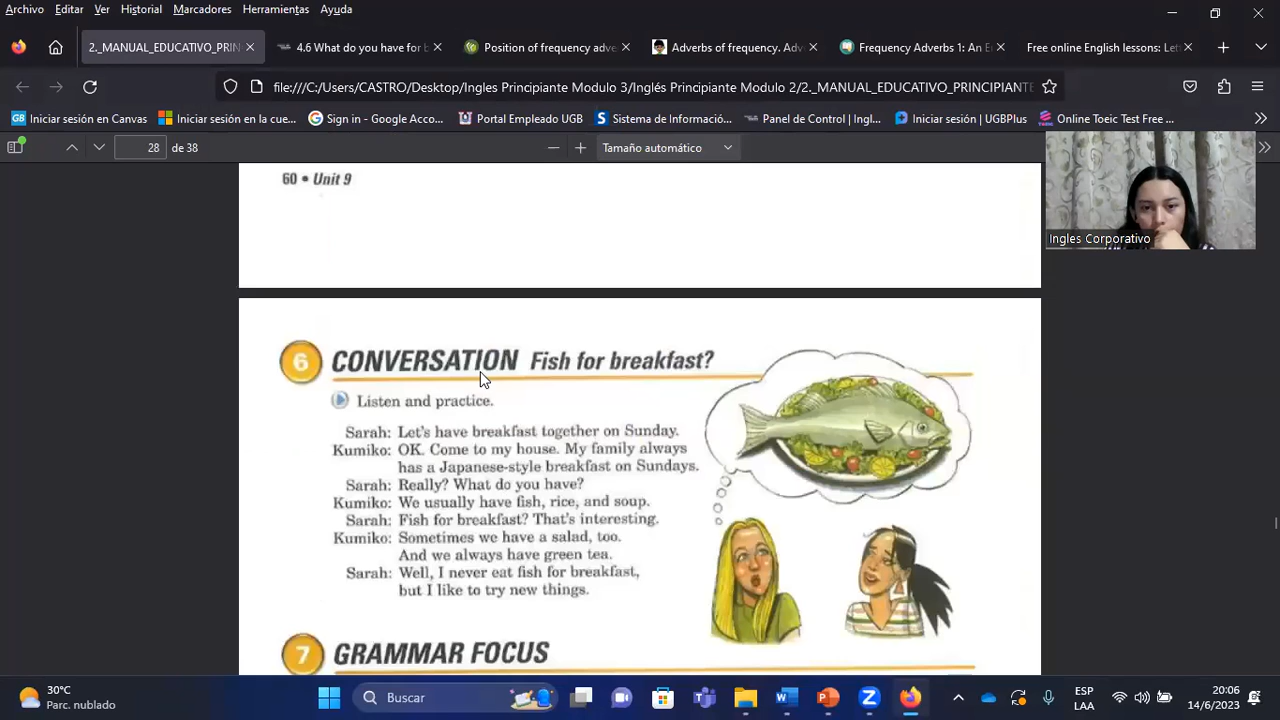 Archivo Editar Ver Historial Marcadores Herramientas Ayuda
2._MANUAL_EDUCATIVO_PRIN
4.6 What do you have for b
Position of frequency adve
Adverbs of frequency. Adv
Frequency Adverbs 1: An E
Free online English lessons: Let
file:///C:/Users/CASTRO/Desktop/Ingles Principiante Modulo 3/Inglés Principiante Modulo 2/2._MANUAL_EDUCATIVO_PRINCIPIANTE
GB Iniciar sesión en Canvas
Iniciar sesión en la cue...
Sign in - Google Acco...
Portal Empleado UGB
S Sistema de Informació...
Panel de Control | Ingl...
Iniciar sesión | UGBPlus
Online Toeic Test Free ...
28 de 38
Tamaño automático
Ingles Corporativo
60 • Unit 9
6 CONVERSATION Fish for breakfast?
Listen and practice.
Sarah: Let's have breakfast together on Sunday.
Kumiko: OK. Come to my house. My family always
has a Japanese-style breakfast on Sundays.
Sarah: Really? What do you have?
Kumiko: We usually have fish, rice, and soup.
Sarah: Fish for breakfast? That's interesting.
Kumiko: Sometimes we have a salad, too.
And we always have green tea.
Sarah: Well, I never eat fish for breakfast,
but I like to try new things.
7 GRAMMAR FOCUS
30°C
Parc. nublado
Buscar
ESP
LAA
20:06
14/6/2023